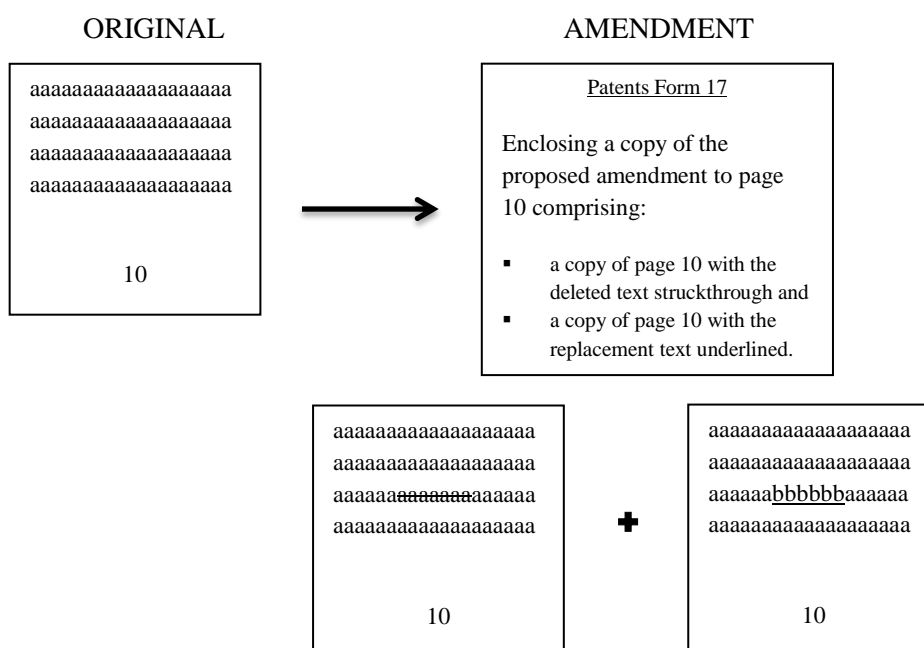 ORIGINAL
AMENDMENT
aaaaaaaaaaaaaaaaaaa
aaaaaaaaaaaaaaaaaaa
aaaaaaaaaaaaaaaaaaa
aaaaaaaaaaaaaaaaaaa
10
Patents Form 17
Enclosing a copy of the
proposed amendment to page
10 comprising:
▪ a copy of page 10 with the
deleted text struckthrough and
▪ a copy of page 10 with the
replacement text underlined.
aaaaaaaaaaaaaaaaaaa
aaaaaaaaaaaaaaaaaaa
aaaaaaaaaaaaaaaaaaa
aaaaaaaaaaaaaaaaaaa
10
aaaaaaaaaaaaaaaaaaa
aaaaaaaaaaaaaaaaaaa
aaaaaabbbbbbaaaaaa
aaaaaaaaaaaaaaaaaaa
10